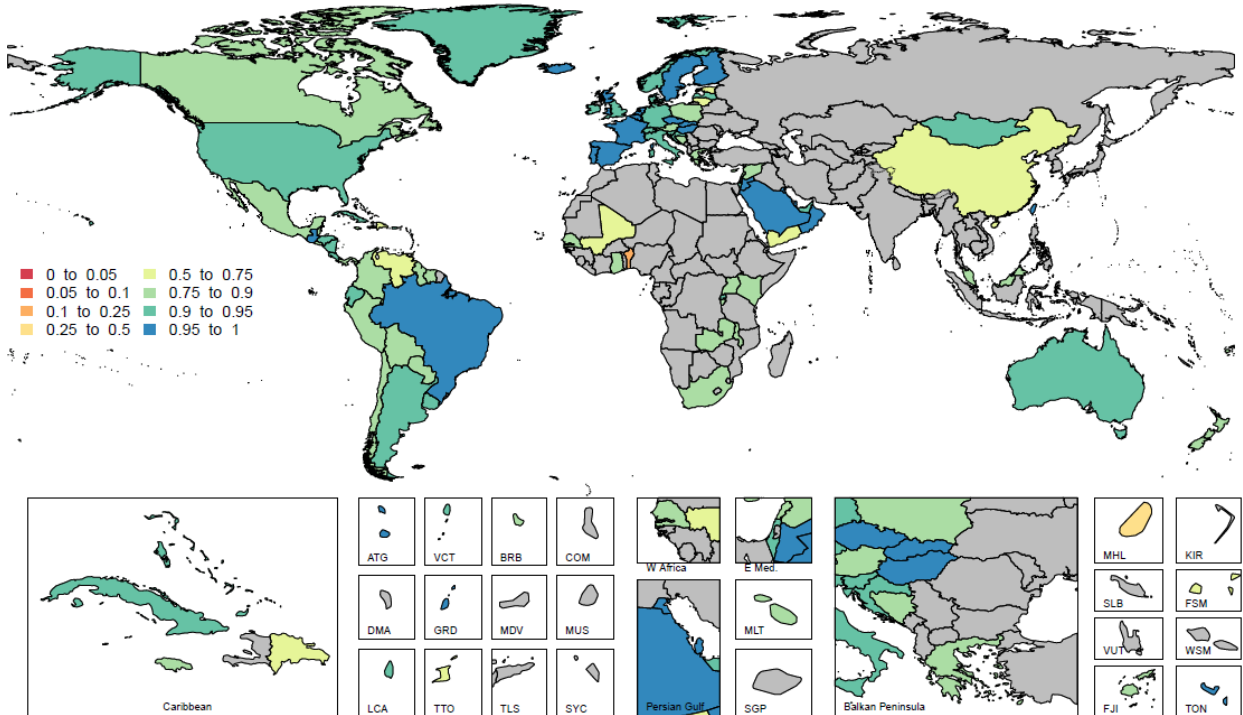 0 to 0.05
0.05 to 0.1
0.1 to 0.25
0.25 to 0.5
0.5 to 0.75
0.75 to 0.9
0.9 to 0.95
0.95 to 1
Caribbean
ATG
VCT
BRB
COM
DMA
GRD
MDV
MUS
LCA
TTO
TLS
SYC
W Africa
E Med.
Persian Gulf
MLT
SGP
Balkan Peninsula
MHL
KIR
SLB
FSM
VUT
WSM
FJI
TON